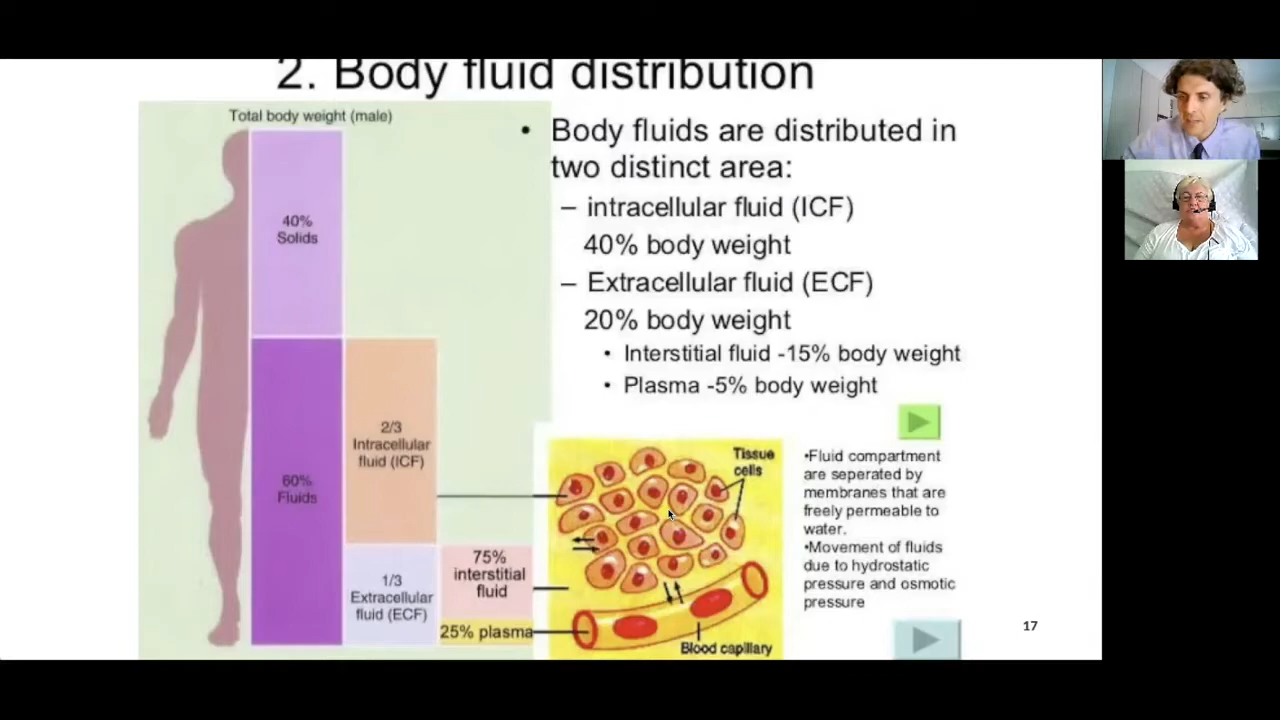 2. Body fluid distribution
Total body weight (male)
40%
Solids
60%
Fluids
2/3
Intracellular
fluid (ICF)
1/3
Extracellular
fluid (ECF)
75%
interstitial
fluid
25% plasma
• Body fluids are distributed in
two distinct area:
– intracellular fluid (ICF)
40% body weight
– Extracellular fluid (ECF)
20% body weight
• Interstitial fluid -15% body weight
• Plasma -5% body weight
Tissue
cells
Blood capillary
•Fluid compartment
are seperated by
membranes that are
freely permeable to
water.
•Movement of fluids
due to hydrostatic
pressure and osmotic
pressure
17